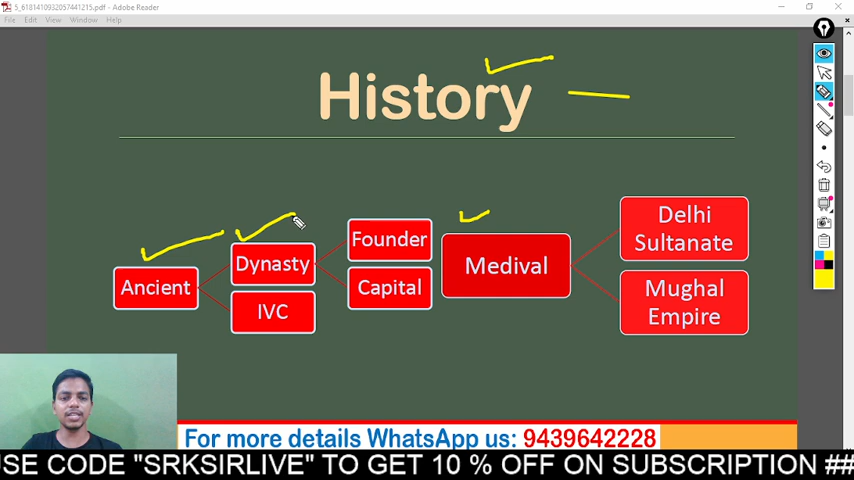 5_6181410932057441215.pdf - Adobe Reader
File Edit View Window Help
History
Ancient
Dynasty
IVC
Founder
Capital
Medival
Delhi
Sultanate
Mughal
Empire
For more details WhatsApp us: 9439642228
USE CODE "SRKSIRLIVE" TO GET 10 % OFF ON SUBSCRIPTION ##